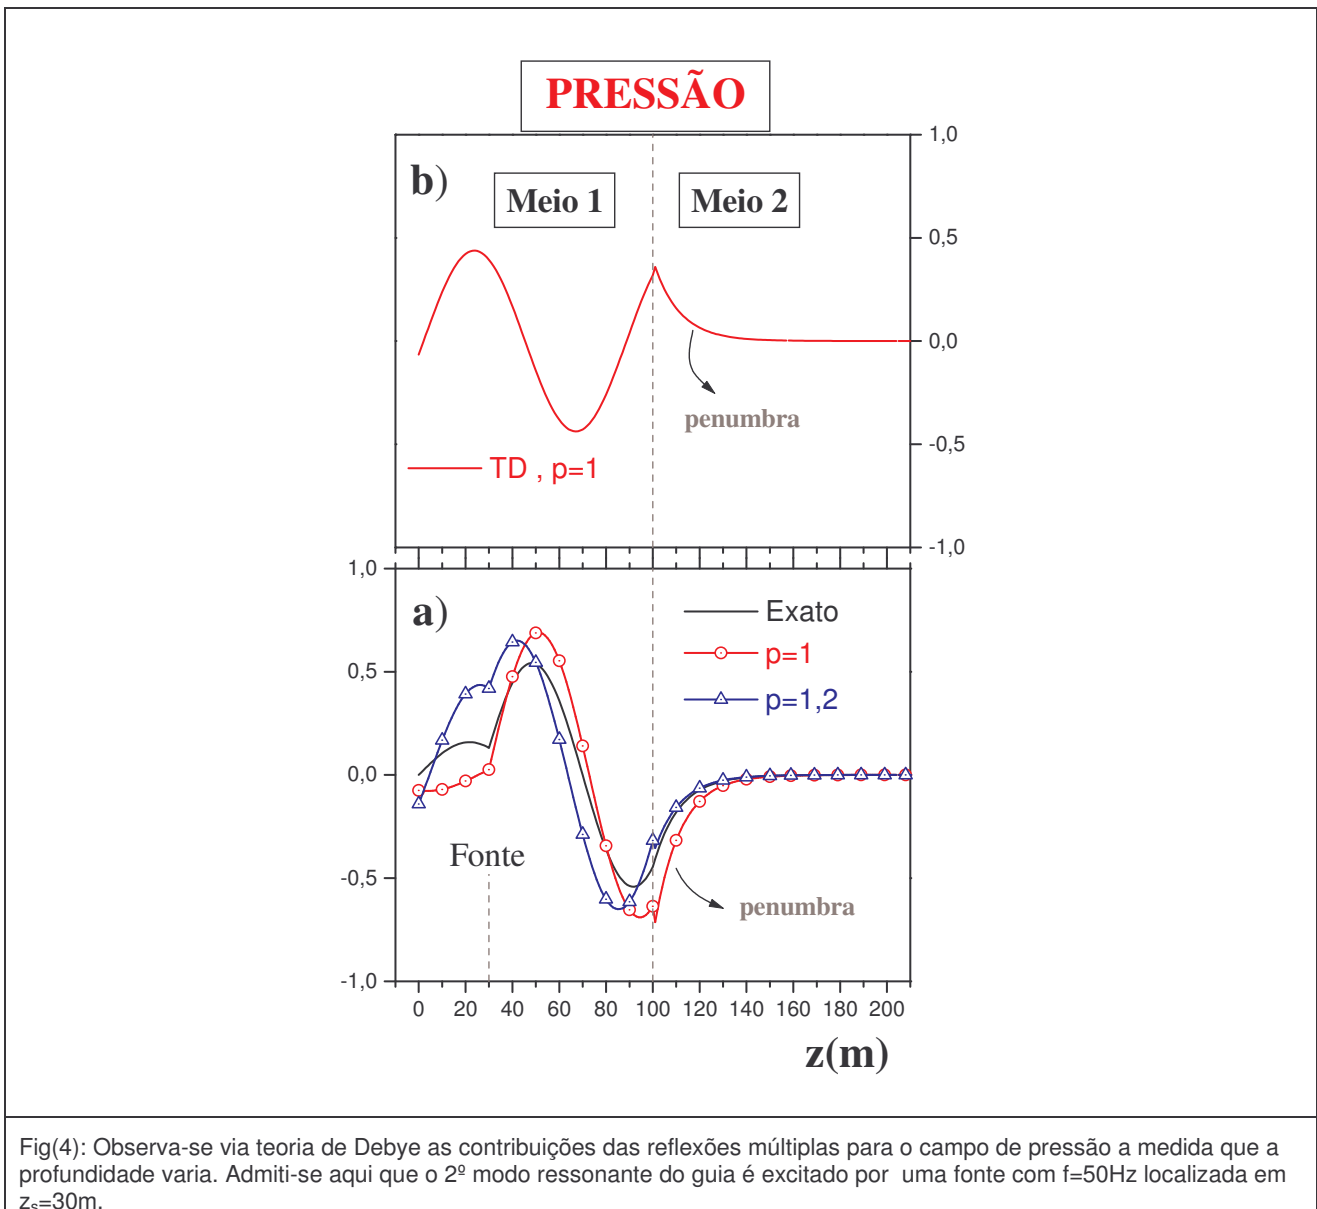 PRESSÃO
1,0
b)
Meio 1
Meio 2
0,5
0,0
penumbra
-0,5
TD , p=1
-1,0
1,0
a)
Exato
p=1
0,5
p=1,2
0,0
Fonte
-0,5
penumbra
-1,0
0 20 40 60 80 100 120 140 160 180 200
z(m)
Fig(4): Observa-se via teoria de Debye as contribuições das reflexões múltiplas para o campo de pressão a medida que a
profundidade varia. Admiti-se aqui que o 2º modo ressonante do guia é excitado por uma fonte com f=50Hz localizada em
zₛ=30m.